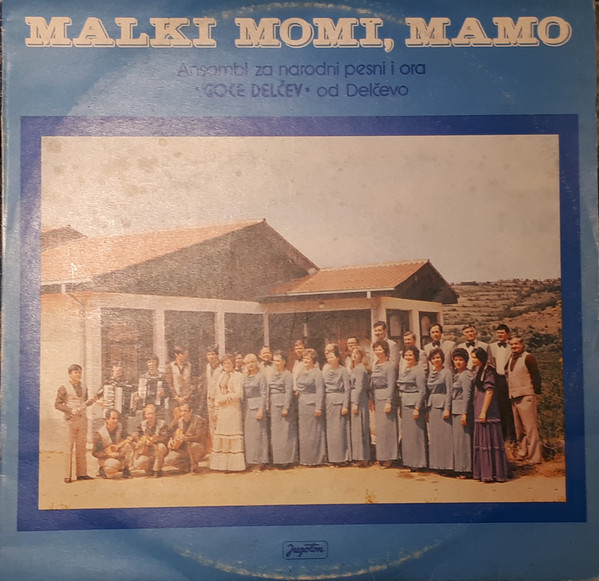 MALKI MOMI, MAMO
Ansambl za narodni pesni i ora
"GOCE DELČEV" od Delčevo
Jugoton